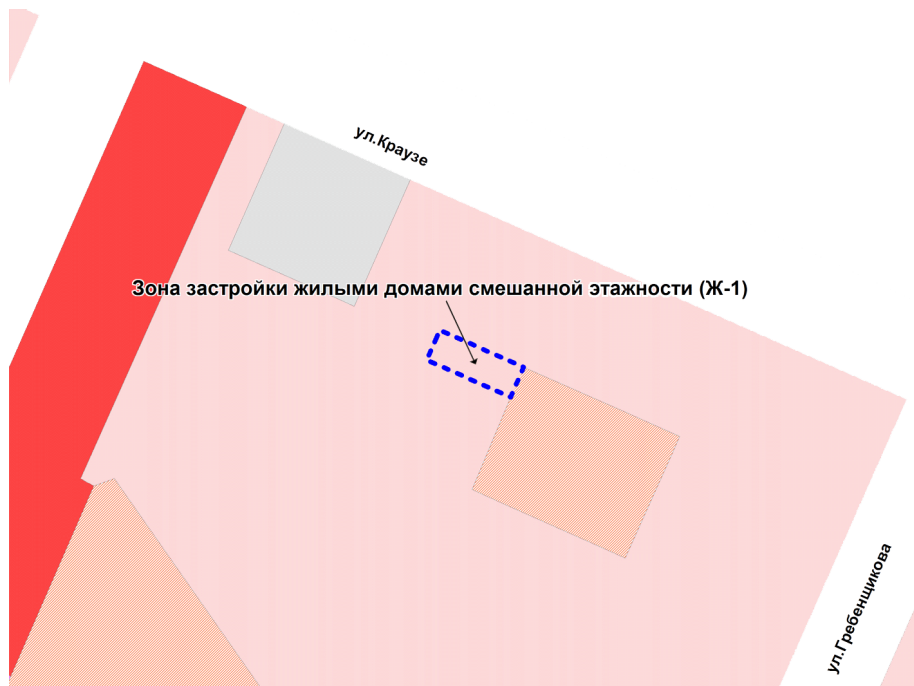 ул.Краузе
Зона застройки жилыми домами смешанной этажности (Ж-1)
ул.Гребенщикова